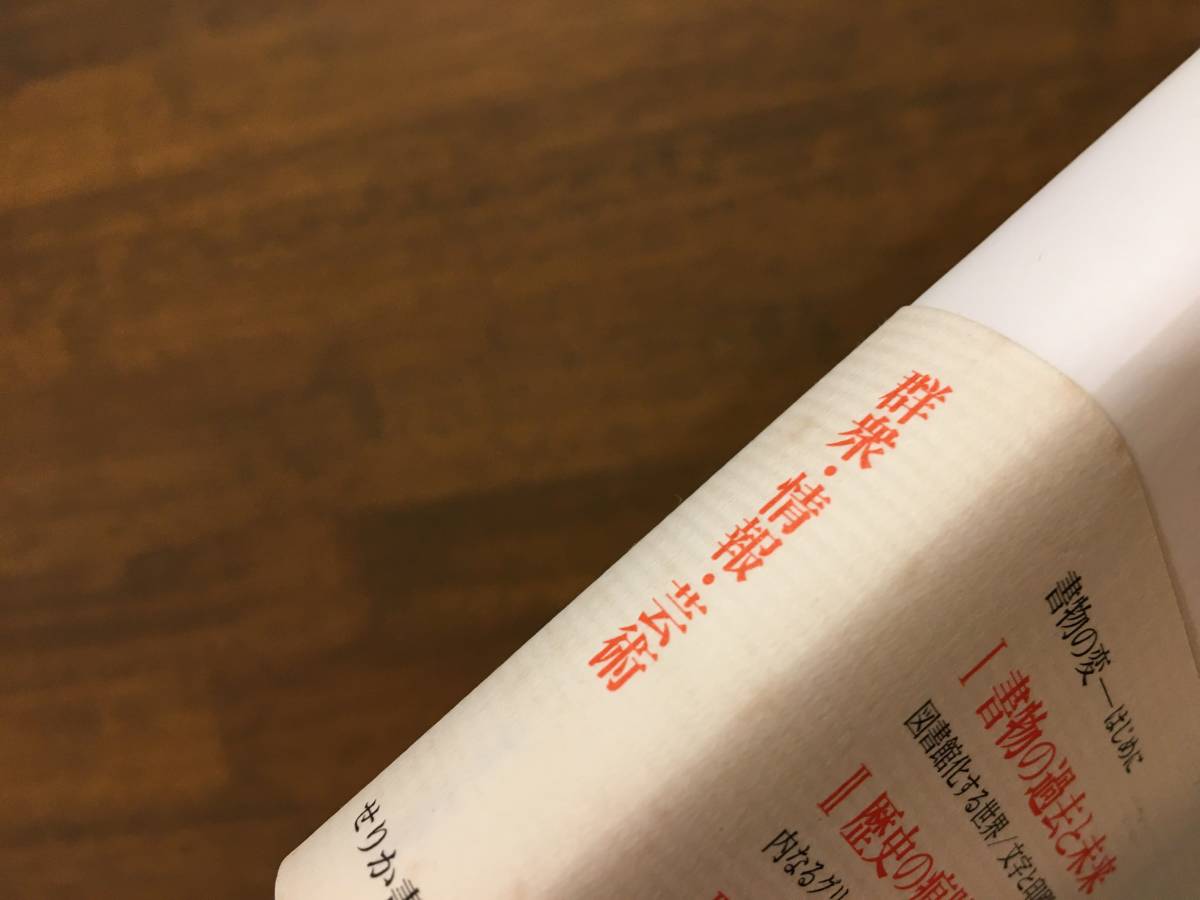 群衆・情報・芸術
せりか書
書物の変―はじめに
I 書物の過去と未来
図書館化する世界/文字と印
II 歴史の痕
内なるグリ